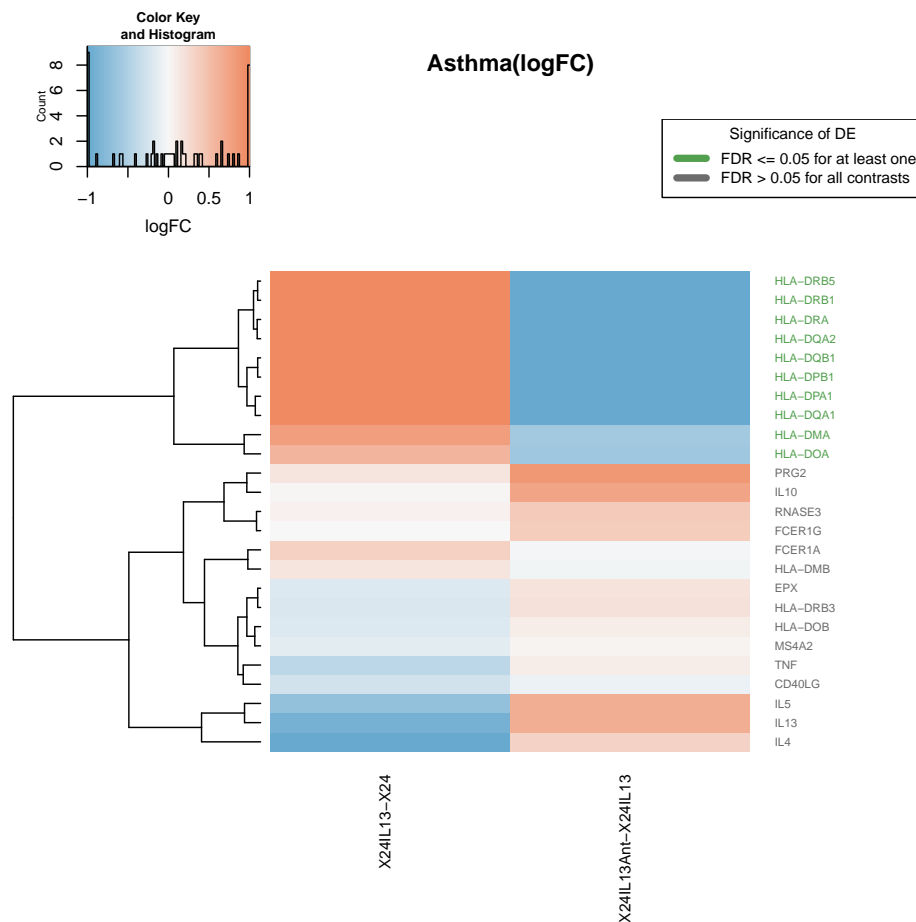 Color Key
and Histogram
Count
0 2 4 6 8
−1 0 0.5 1
logFC
Asthma(logFC)
Significance of DE
FDR <= 0.05 for at least one
FDR > 0.05 for all contrasts
HLA−DRB5
HLA−DRB1
HLA−DRA
HLA−DQA2
HLA−DQB1
HLA−DPB1
HLA−DPA1
HLA−DQA1
HLA−DMA
HLA−DOA
PRG2
IL10
RNASE3
FCER1G
FCER1A
HLA−DMB
EPX
HLA−DRB3
HLA−DOB
MS4A2
TNF
CD40LG
IL5
IL13
IL4
X24IL13−X24
X24IL13Ant−X24IL13